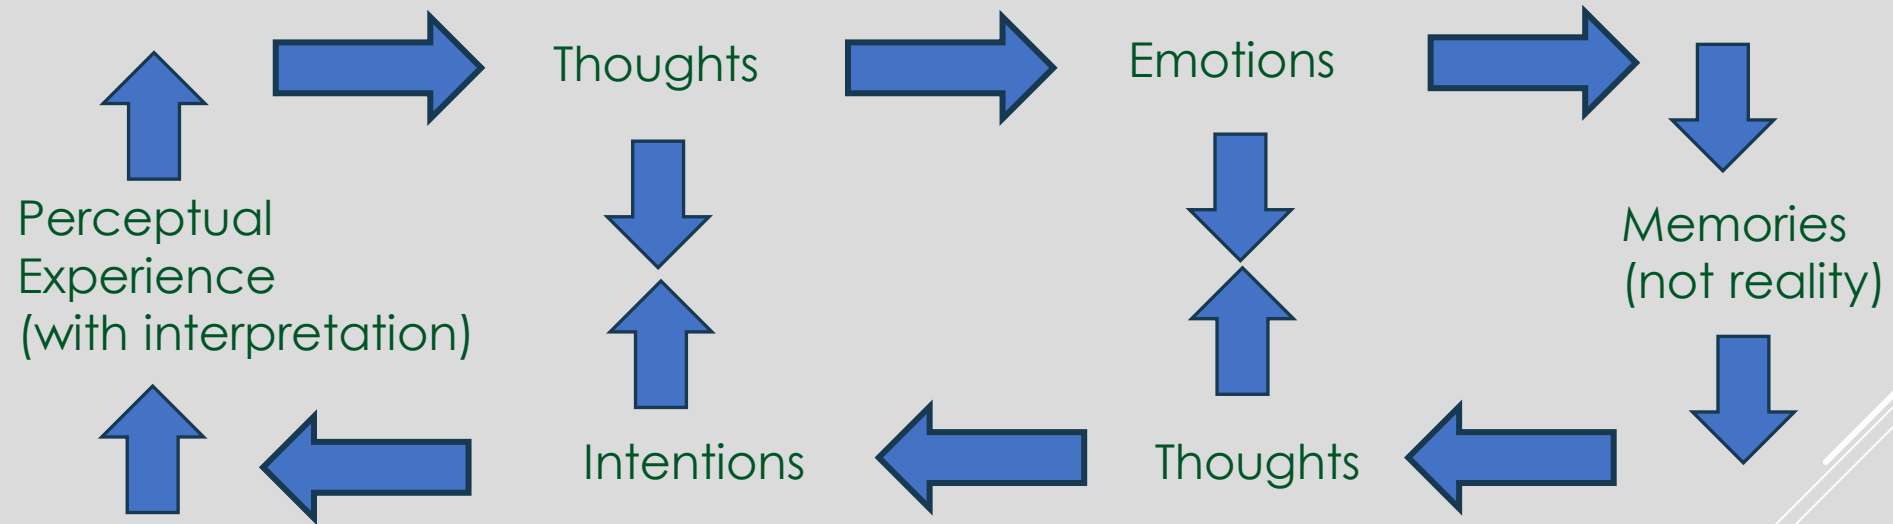 Thoughts
Emotions
Perceptual
Experience
(with interpretation)
Memories
(not reality)
Intentions
Thoughts